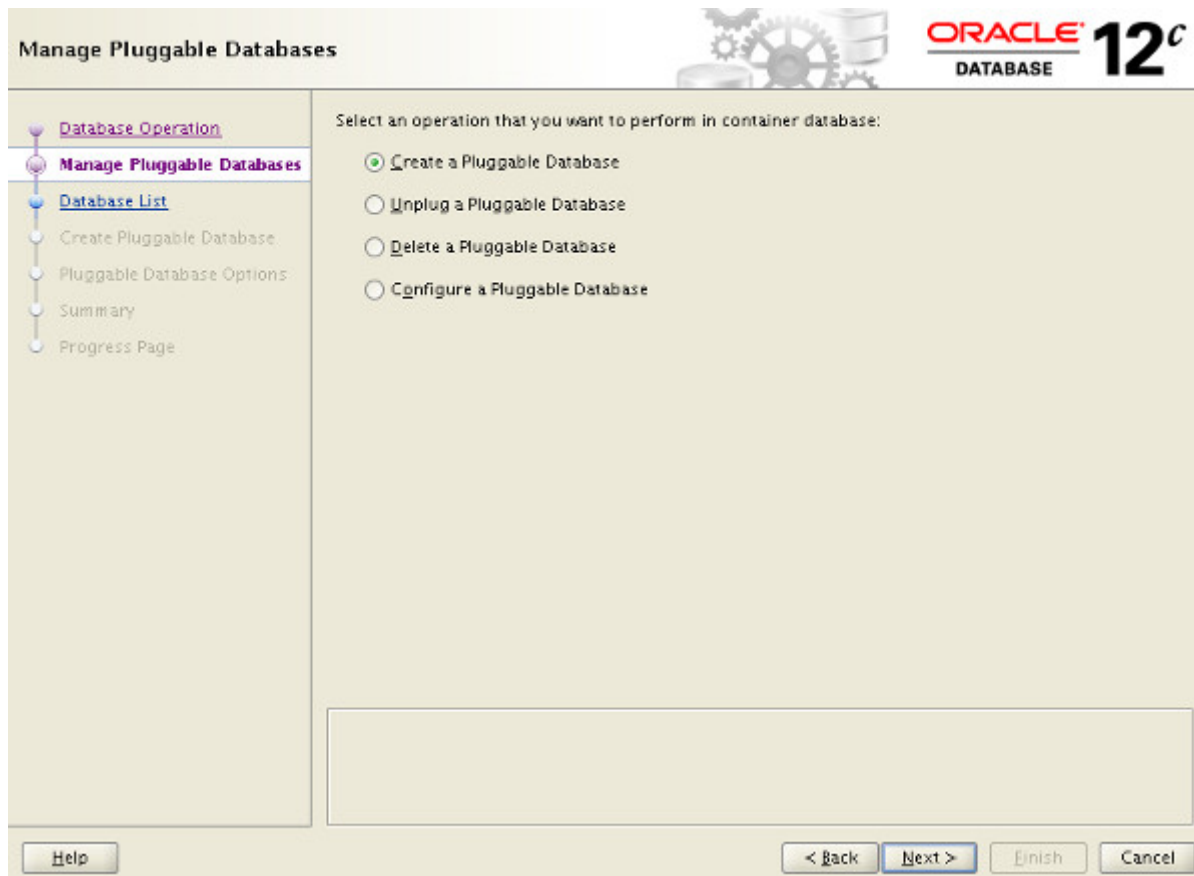 Manage Pluggable Databases
ORACLE 12c
DATABASE
Database Operation
Manage Pluggable Databases
Database List
Create Pluggable Database
Pluggable Database Options
Summary
Progress Page
Select an operation that you want to perform in container database:
Create a Pluggable Database
Unplug a Pluggable Database
Delete a Pluggable Database
Configure a Pluggable Database
Help
< Back
Next >
Finish
Cancel